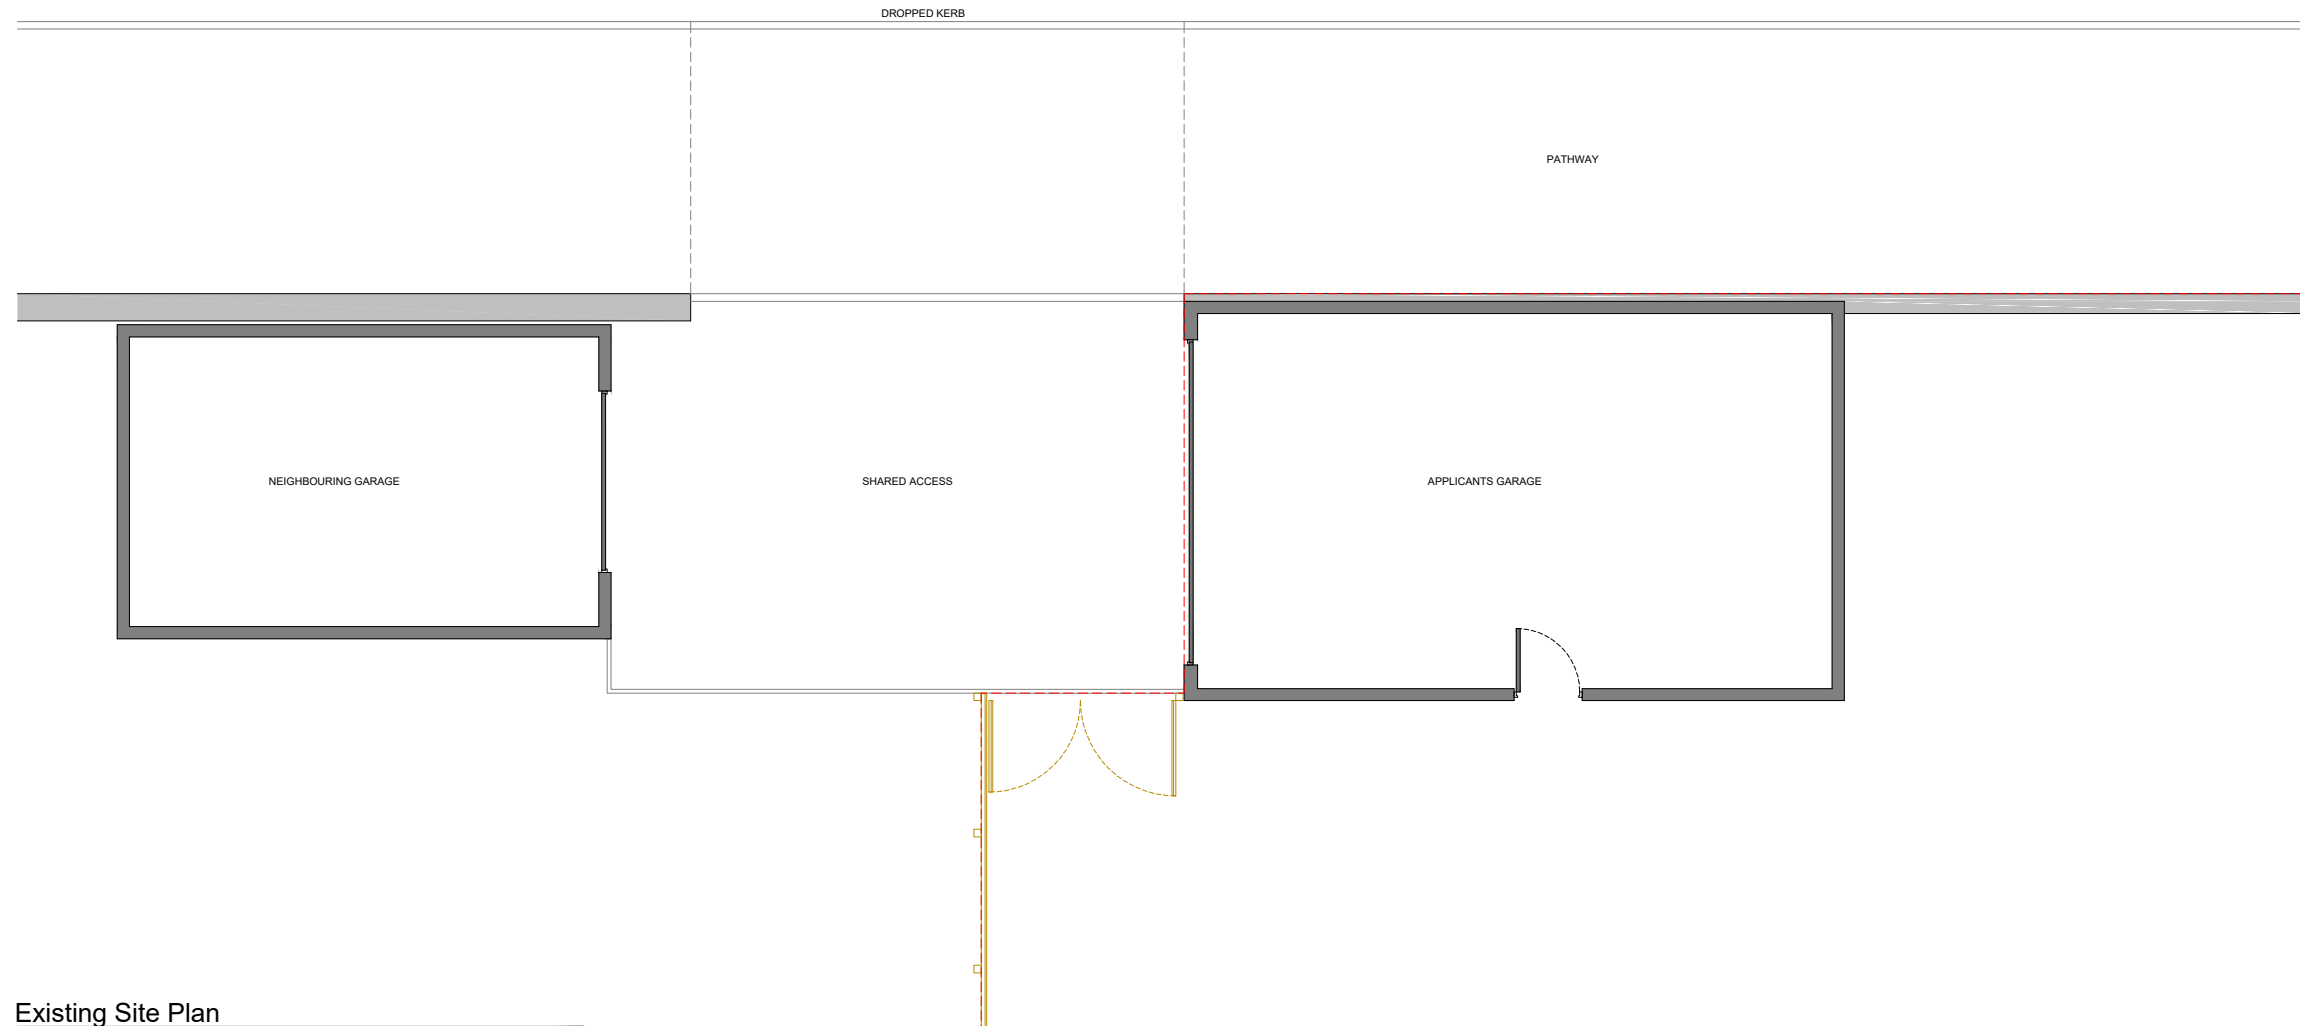 DROPPED KERB
PATHWAY
NEIGHBOURING GARAGE
SHARED ACCESS
APPLICANTS GARAGE
Existing Site Plan